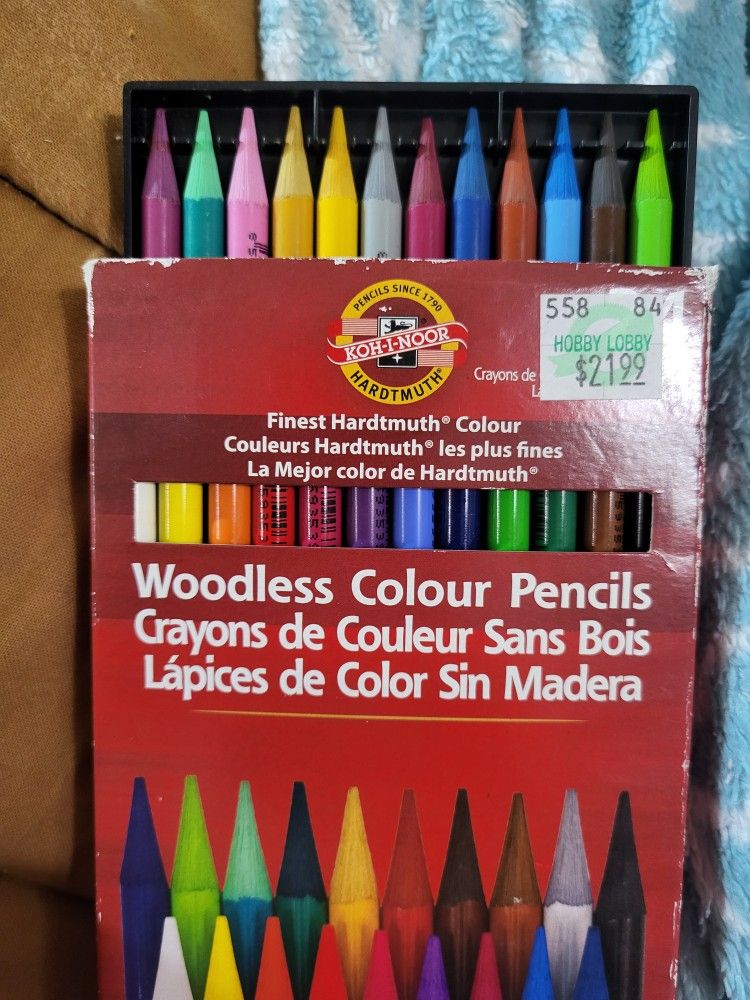 PENCILS SINCE 1790
KOH-I-NOOR®
HARDTMUTH®
558 84
HOBBY LOBBY
$21.99
Crayons de
Finest Hardtmuth® Colour
Couleurs Hardtmuth® les plus fines
La Mejor color de Hardtmuth®
Woodless Colour Pencils
Crayons de Couleur Sans Bois
Lápices de Color Sin Madera